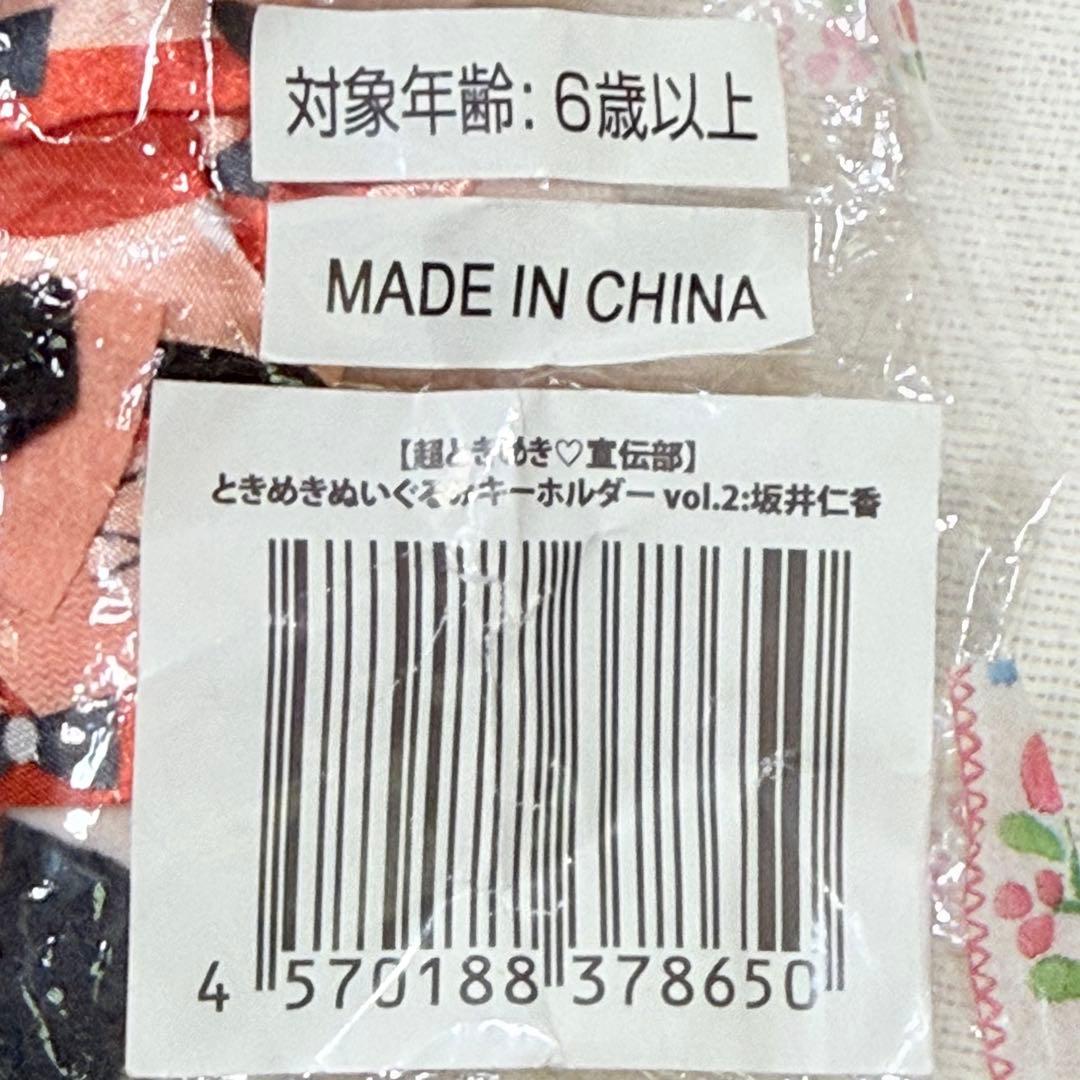 対象年齢: 6歳以上
MADE IN CHINA
【超ときめき♡宣伝部】
ときめきぬいぐるみキーホルダー vol.2:坂井仁香
4 570188 378650